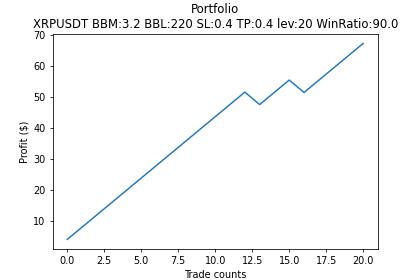 Portfolio
XRPUSDT BBM:3.2 BBL:220 SL:0.4 TP:0.4 lev:20 WinRatio:90.0
70
60
50
40
30
20
10
Profit ($)
0.0 2.5 5.0 7.5 10.0 12.5 15.0 17.5 20.0
Trade counts